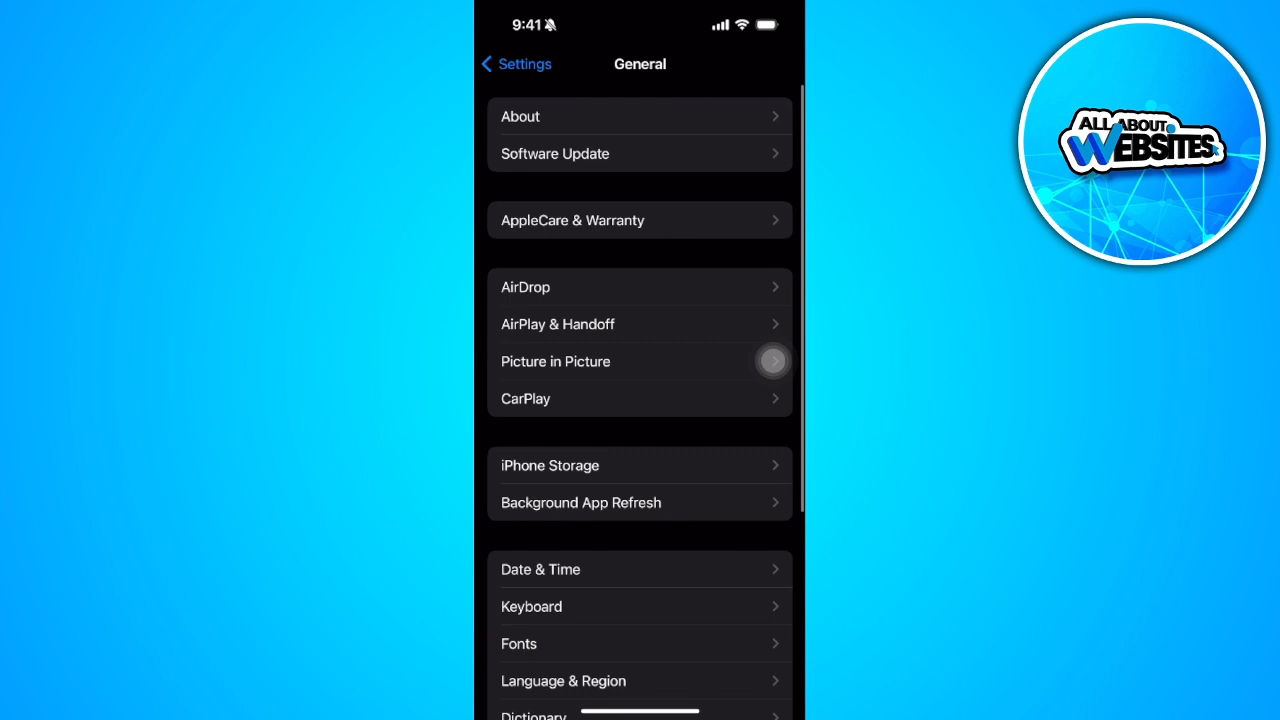 9:41
Settings
General
About
Software Update
AppleCare & Warranty
AirDrop
AirPlay & Handoff
Picture in Picture
CarPlay
iPhone Storage
Background App Refresh
Date & Time
Keyboard
Fonts
Language & Region
Dictionary
ALL ABOUT
WEBSITES